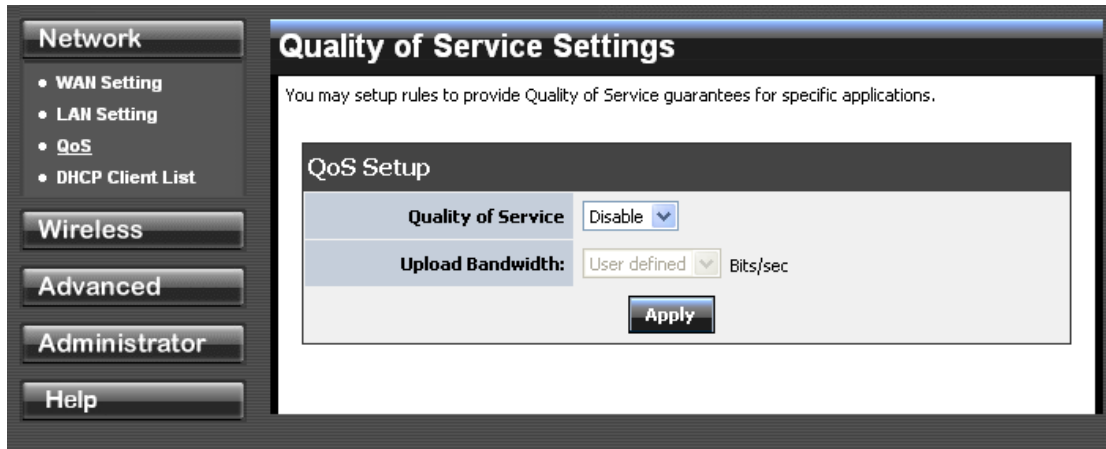 Network
WAN Setting
LAN Setting
QoS
DHCP Client List
Wireless
Advanced
Administrator
Help
Quality of Service Settings
You may setup rules to provide Quality of Service guarantees for specific applications.
QoS Setup
Quality of Service Disable
Upload Bandwidth: User defined Bits/sec
Apply